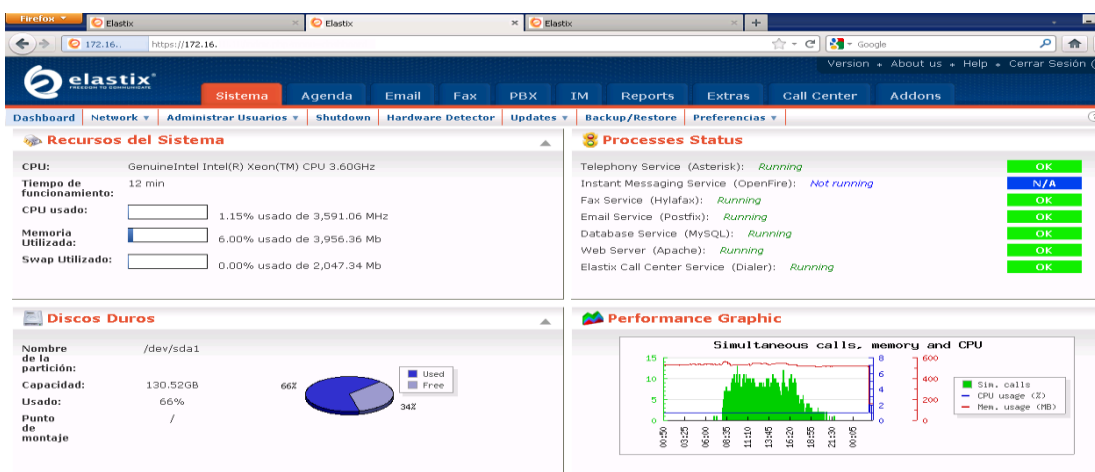 Firefox
Elastix
Elastix
Elastix
172.16..
https://172.16.
Google
elastix
FREEDOM TO COMMUNICATE
Version About us Help Cerrar Sesión (
Sistema Agenda Email Fax PBX IM Reports Extras Call Center Addons
Dashboard Network Administrar Usuarios Shutdown Hardware Detector Updates Backup/Restore Preferencias
Recursos del Sistema
CPU: GenuineIntel Intel(R) Xeon(TM) CPU 3.60GHz
Tiempo de
funcionamiento:
12 min
CPU usado:
1.15% usado de 3,591.06 MHz
Memoria
Utilizada:
6.00% usado de 3,956.36 Mb
Swap Utilizado:
0.00% usado de 2,047.34 Mb
Processes Status
Telephony Service (Asterisk): Running OK
Instant Messaging Service (OpenFire): Not running N/A
Fax Service (Hylafax): Running OK
Email Service (Postfix): Running OK
Database Service (MySQL): Running OK
Web Server (Apache): Running OK
Elastix Call Center Service (Dialer): Running OK
Discos Duros
Nombre
de la
partición:
/dev/sda1
Capacidad: 130.52GB
Usado: 66%
Punto
de
montaje
/
66%
34%
Used
Free
Performance Graphic
Simultaneous calls, memory and CPU
15
10
5
0
8
6
4
2
0
600
400
200
0
00:50
03:25
06:00
08:35
11:10
13:45
16:20
18:55
21:30
00:05
Sim. calls
CPU usage (%)
Mem. usage (MB)